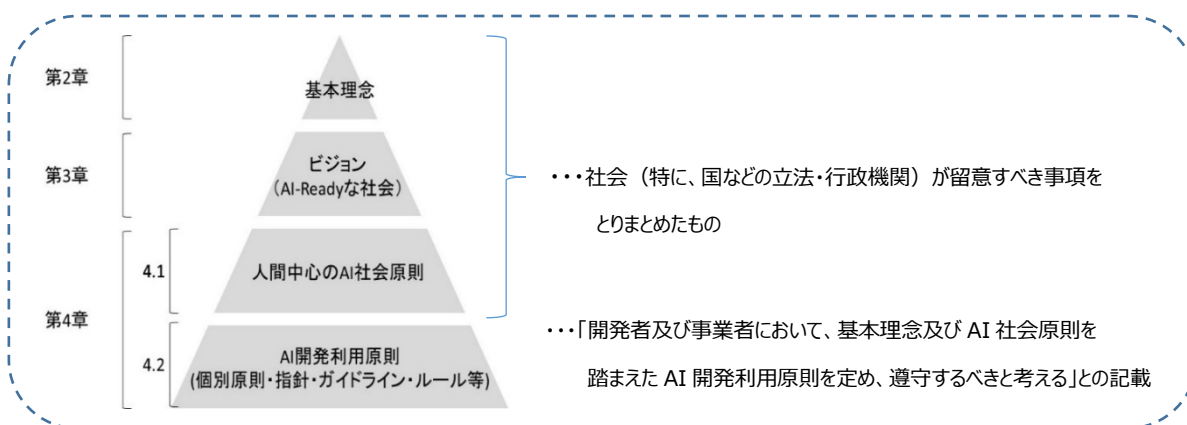 第2章
基本理念
第3章
ビジョン
(AI-Readyな社会)
・・・社会（特に、国などの立法・行政機関）が留意すべき事項を
とりまとめたもの
第4章
4.1
人間中心のAI社会原則
4.2
AI開発利用原則
(個別原則・指針・ガイドライン・ルール等)
・・・「開発者及び事業者において、基本理念及び AI 社会原則を
踏まえた AI 開発利用原則を定め、遵守するべきと考える」との記載